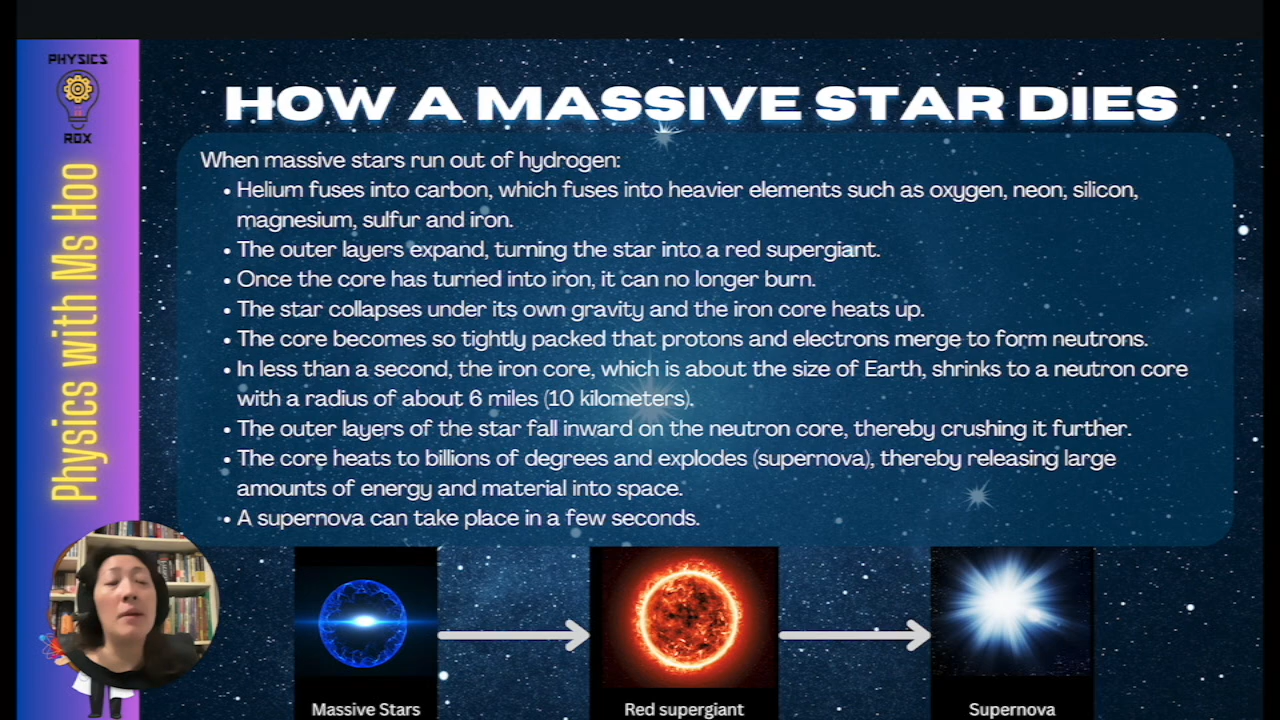 PHYSICS
ROX
Physics with Ms Hoo
HOW A MASSIVE STAR DIES
When massive stars run out of hydrogen:
• Helium fuses into carbon, which fuses into heavier elements such as oxygen, neon, silicon,
magnesium, sulfur and iron.
• The outer layers expand, turning the star into a red supergiant.
• Once the core has turned into iron, it can no longer burn.
• The star collapses under its own gravity and the iron core heats up.
• The core becomes so tightly packed that protons and electrons merge to form neutrons.
• In less than a second, the iron core, which is about the size of Earth, shrinks to a neutron core
with a radius of about 6 miles (10 kilometers).
• The outer layers of the star fall inward on the neutron core, thereby crushing it further.
• The core heats to billions of degrees and explodes (supernova), thereby releasing large
amounts of energy and material into space.
• A supernova can take place in a few seconds.
Massive Stars
Red supergiant
Supernova